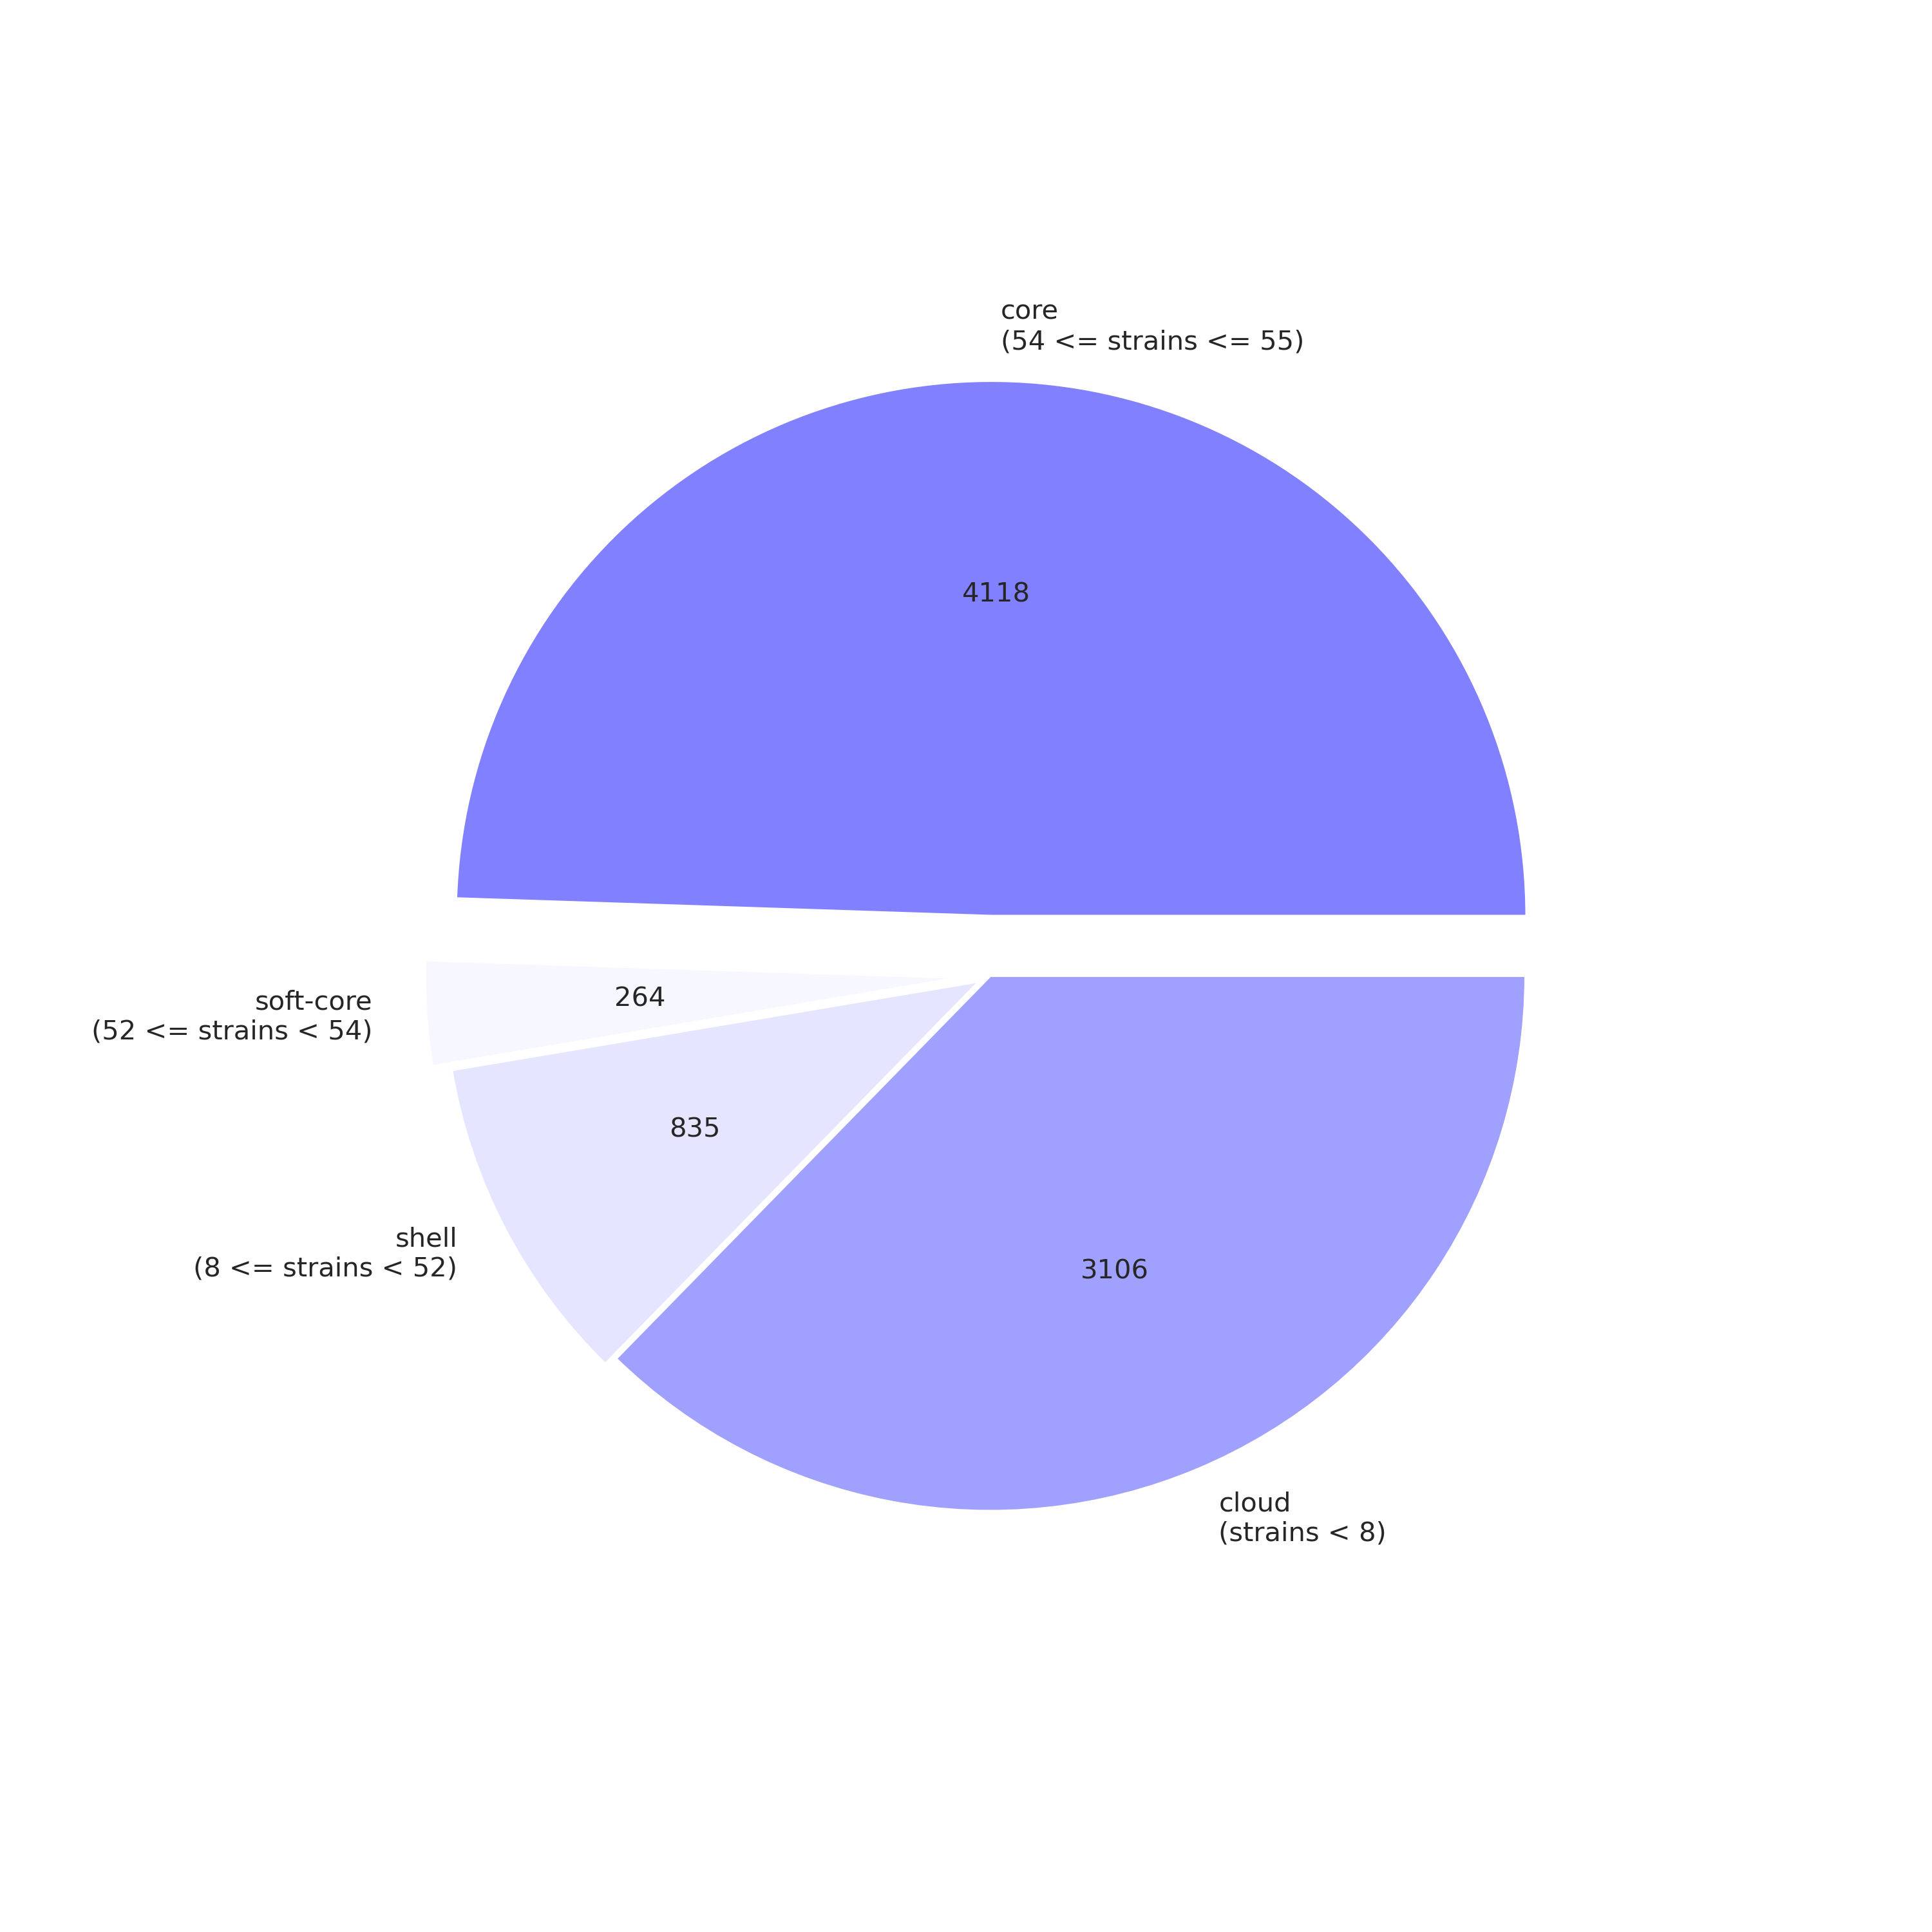 core
(54 <= strains <= 55)
4118
soft-core
(52 <= strains < 54)
264
835
shell
(8 <= strains < 52)
3106
cloud
(strains < 8)